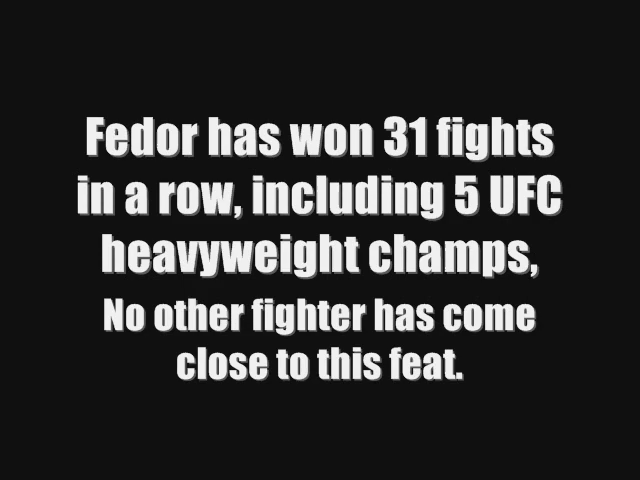 Fedor has won 31 fights
in a row, including 5 UFC
heavyweight champs,
No other fighter has come
close to this feat.